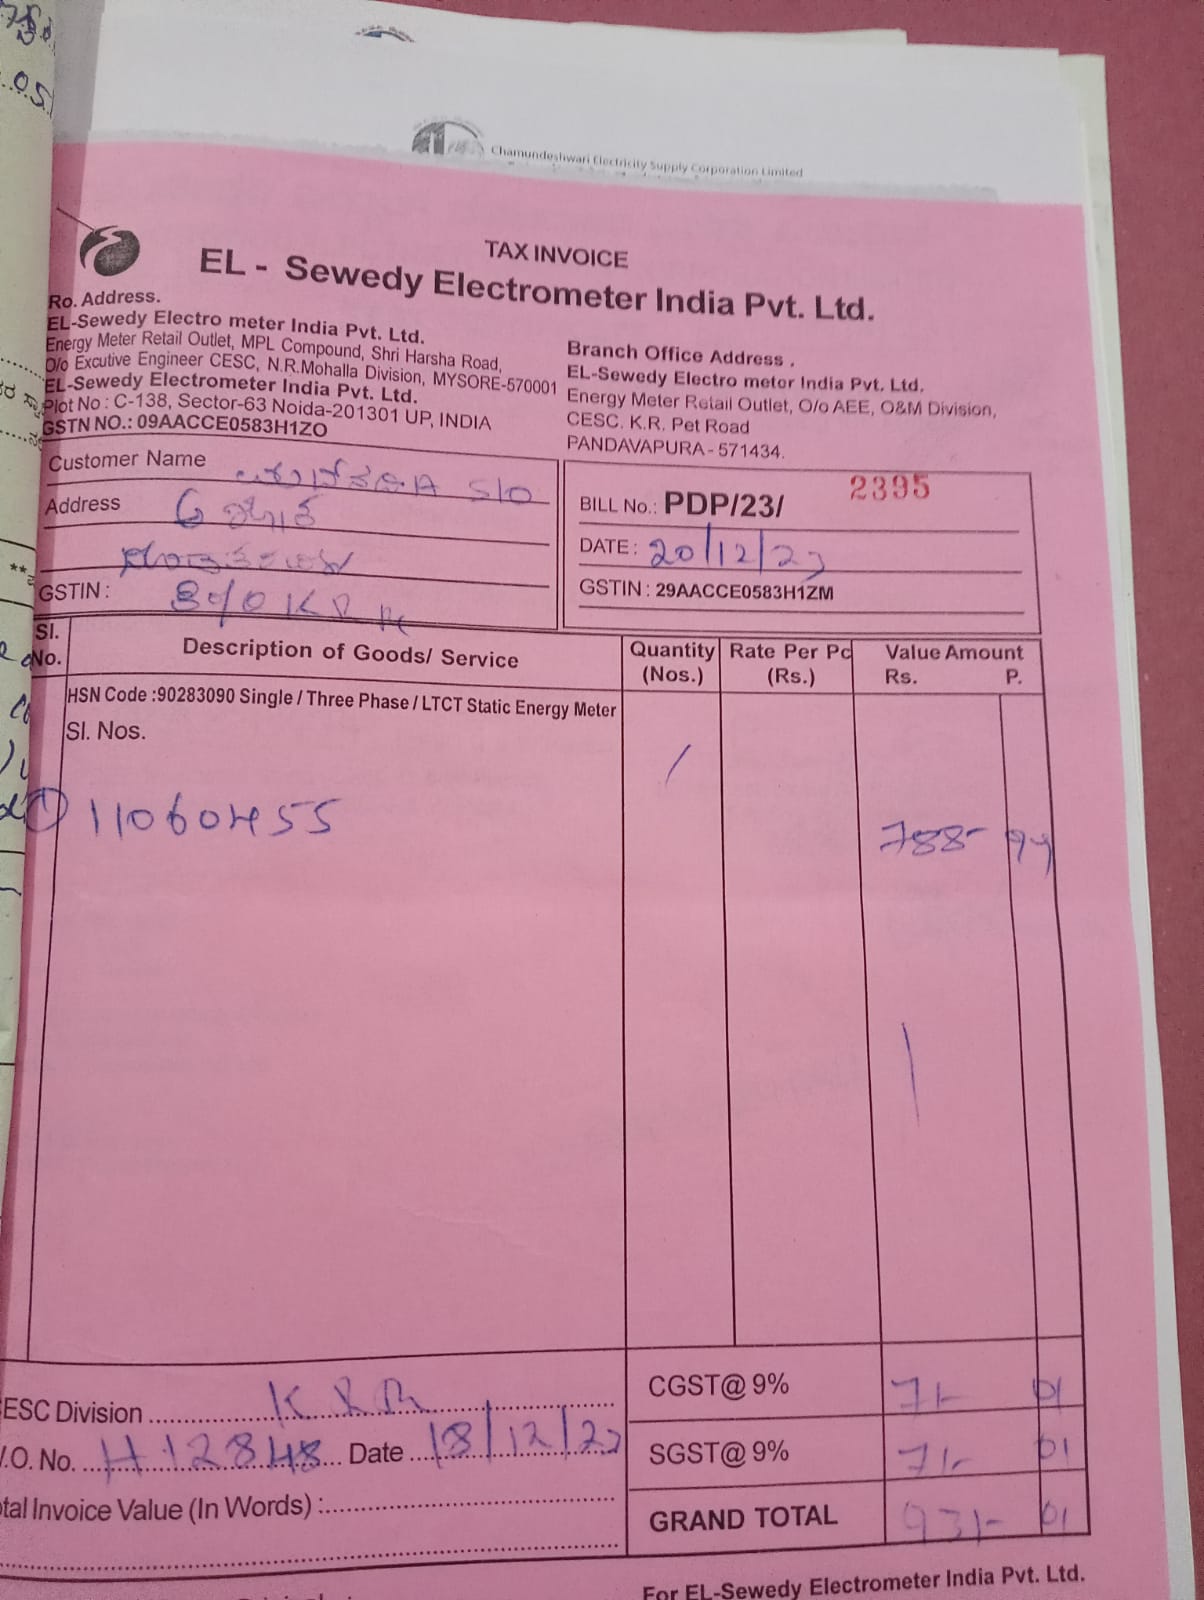 Chamundeshwari Electricity Supply Corporation Limited
TAX INVOICE
EL - Sewedy Electrometer India Pvt. Ltd.
Ro. Address.
EL-Sewedy Electro meter India Pvt. Ltd.
Energy Meter Retail Outlet, MPL Compound, Shri Harsha Road,
O/o Excutive Engineer CESC, N.R.Mohalla Division, MYSORE-570001
EL-Sewedy Electrometer India Pvt. Ltd.
Plot No : C-138, Sector-63 Noida-201301 UP, INDIA
GSTN NO.: 09AACCE0583H1ZO
Branch Office Address .
EL-Sewedy Electro meter India Pvt. Ltd.
Energy Meter Retail Outlet, O/o AEE, O&M Division,
CESC. K.R. Pet Road
PANDAVAPURA - 571434.
Customer Name S/O
Address
GSTIN : K R
BILL No.: PDP/23/ 2395
DATE : 20/12/23
GSTIN : 29AACCE0583H1ZM
Sl. No. Description of Goods/ Service Quantity (Nos.) Rate Per Pc (Rs.) Value Amount Rs. P.
HSN Code :90283090 Single / Three Phase / LTCT Static Energy Meter
Sl. Nos.
1 11060455 1 788- 99
CGST@ 9% 71- 01
SGST@ 9% 71- 01
GRAND TOTAL 931- 01
ESC Division
.O. No. H12848 Date 18/12/23
tal Invoice Value (In Words) :
For EL-Sewedy Electrometer India Pvt. Ltd.